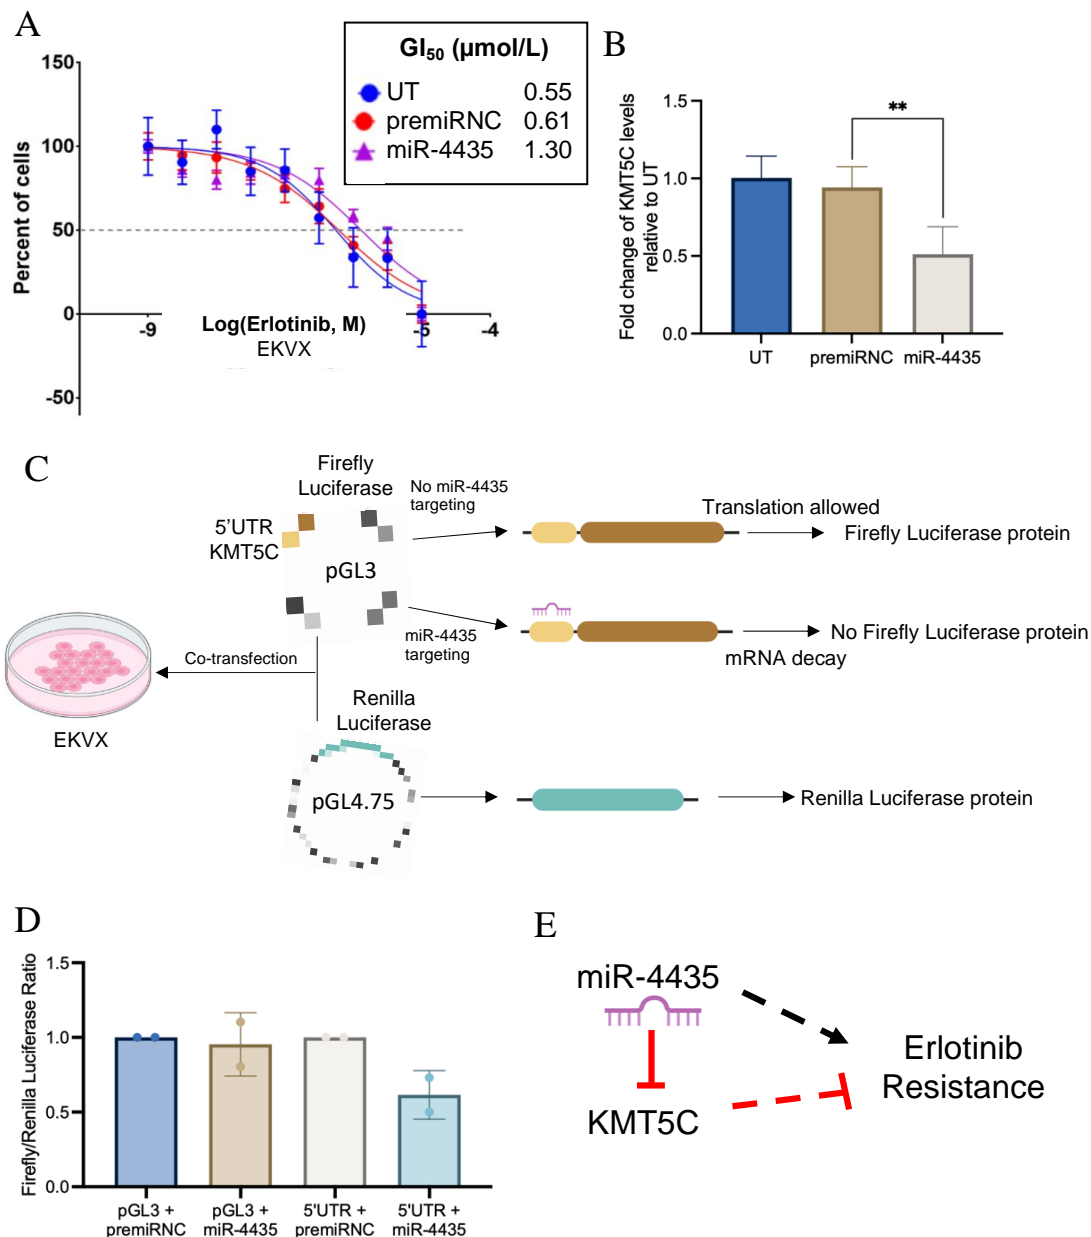 A
150
100
50
0
-50
Percent of cells
-9
-5
-4
Log(Erlotinib, M)
EKVX
GI50 (µmol/L)
UT 0.55
premiRNC 0.61
miR-4435 1.30
B
Fold change of KMT5C levels
relative to UT
1.5
1.0
0.5
0.0
**
UT premiRNC miR-4435
C
Firefly
Luciferase
5'UTR
KMT5C
pGL3
No miR-4435
targeting
Translation allowed
Firefly Luciferase protein
miR-4435
targeting
No Firefly Luciferase protein
mRNA decay
Co-transfection
EKVX
Renilla
Luciferase
pGL4.75
Renilla Luciferase protein
D
Firefly/Renilla Luciferase Ratio
1.5
1.0
0.5
0.0
pGL3 +
premiRNC
pGL3 +
miR-4435
5'UTR +
premiRNC
5'UTR +
miR-4435
E
miR-4435
KMT5C
Erlotinib
Resistance